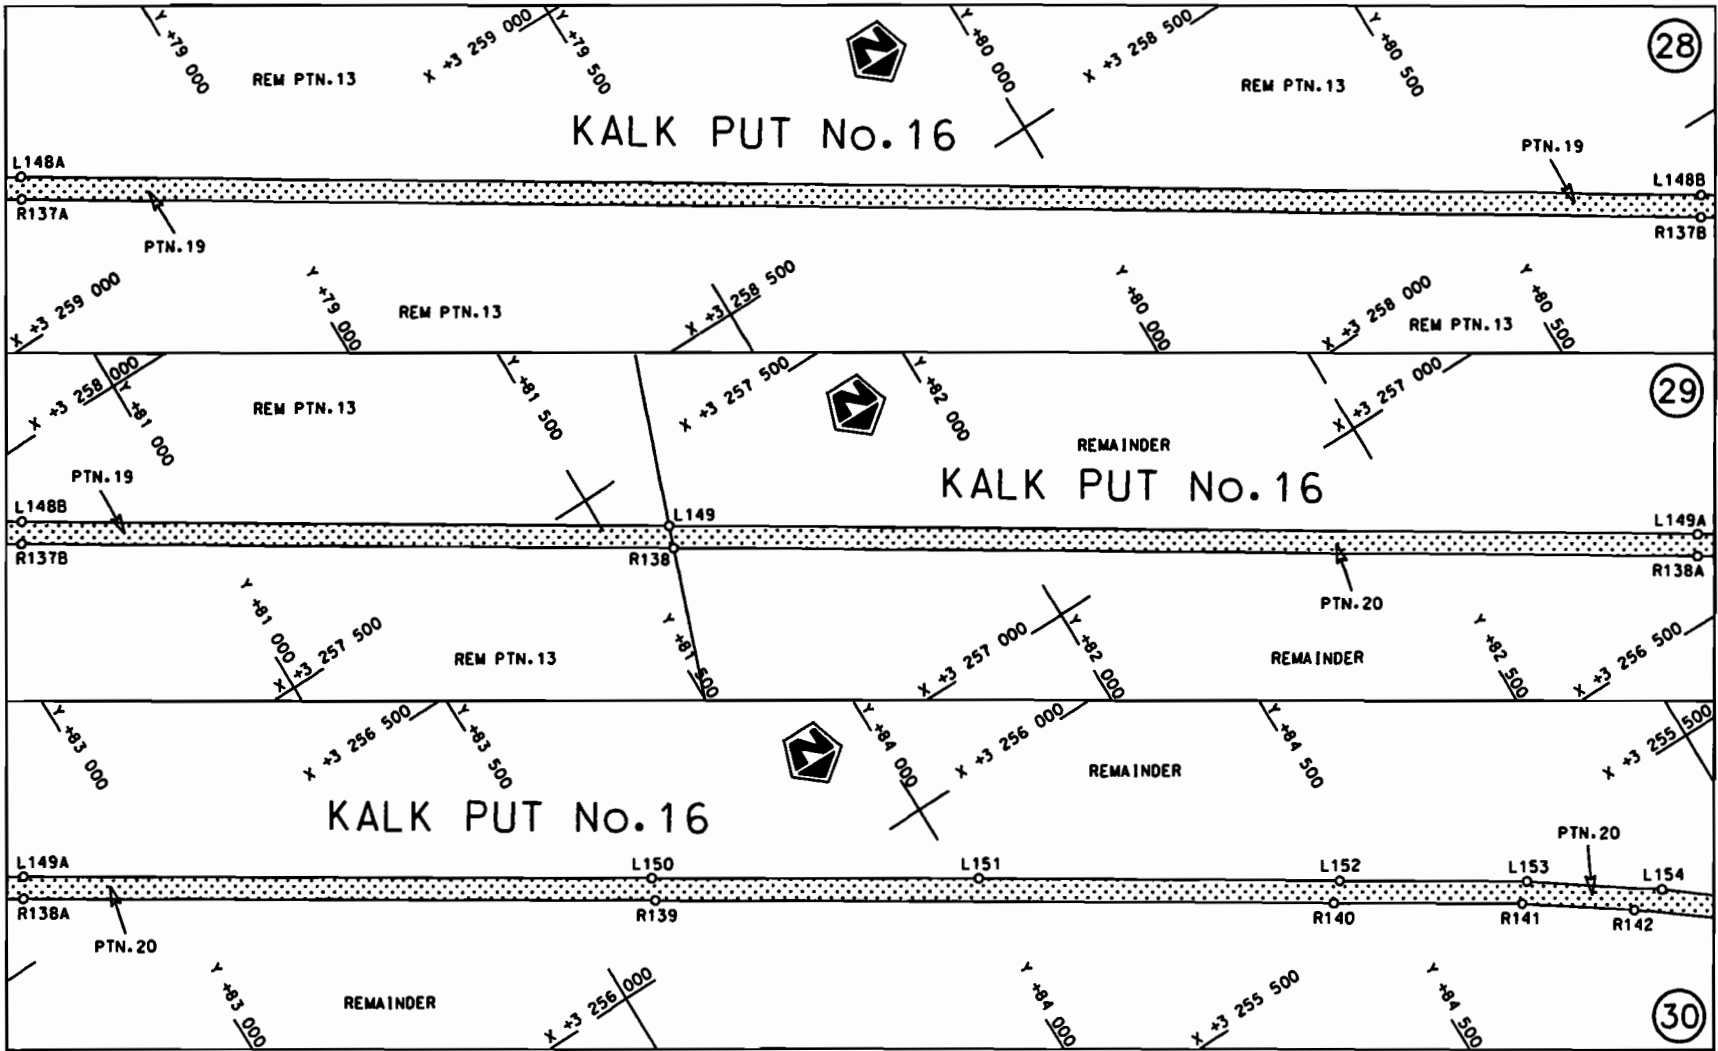 Y +79 000
X +3 259 000
Y +79 500
Y +80 000
X +3 258 500
Y +80 500
28
REM PTN.13
N
REM PTN.13
KALK PUT No.16
PTN.19
L148A
L148B
R137A
R137B
PTN.19
X +3 259 000
Y +79 000
REM PTN.13
X +3 258 500
Y +80 000
X +3 258 000
REM PTN.13
Y +80 500
X +3 258 000
Y +81 000
REM PTN.13
Y +81 500
X +3 257 500
N
Y +82 000
X +3 257 000
29
REMAINDER
KALK PUT No.16
PTN.19
L148B
L149
L149A
R137B
R138
R138A
PTN.20
Y +81 000
X +3 257 500
REM PTN.13
Y +81 500
X +3 257 000
Y +82 000
REMAINDER
Y +82 500
X +3 256 500
Y +83 000
X +3 256 500
Y +83 500
N
Y +84 000
X +3 256 000
REMAINDER
Y +84 500
X +3 255 500
KALK PUT No.16
PTN.20
L149A
L150
L151
L152
L153
L154
R138A
R139
R140
R141
R142
PTN.20
Y +83 000
REMAINDER
X +3 256 000
Y +84 000
X +3 255 500
Y +84 500
30